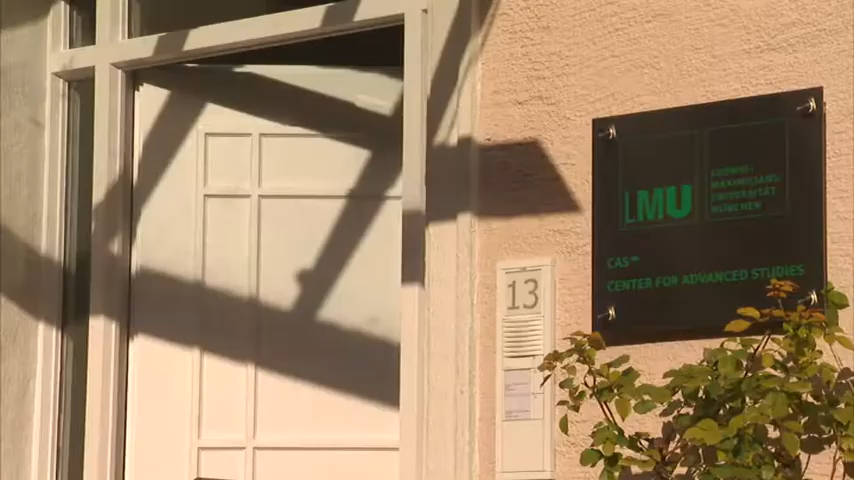 LMU
LUDWIG-
MAXIMILIANS-
UNIVERSITÄT
MÜNCHEN
CAS
CENTER FOR ADVANCED STUDIES
13